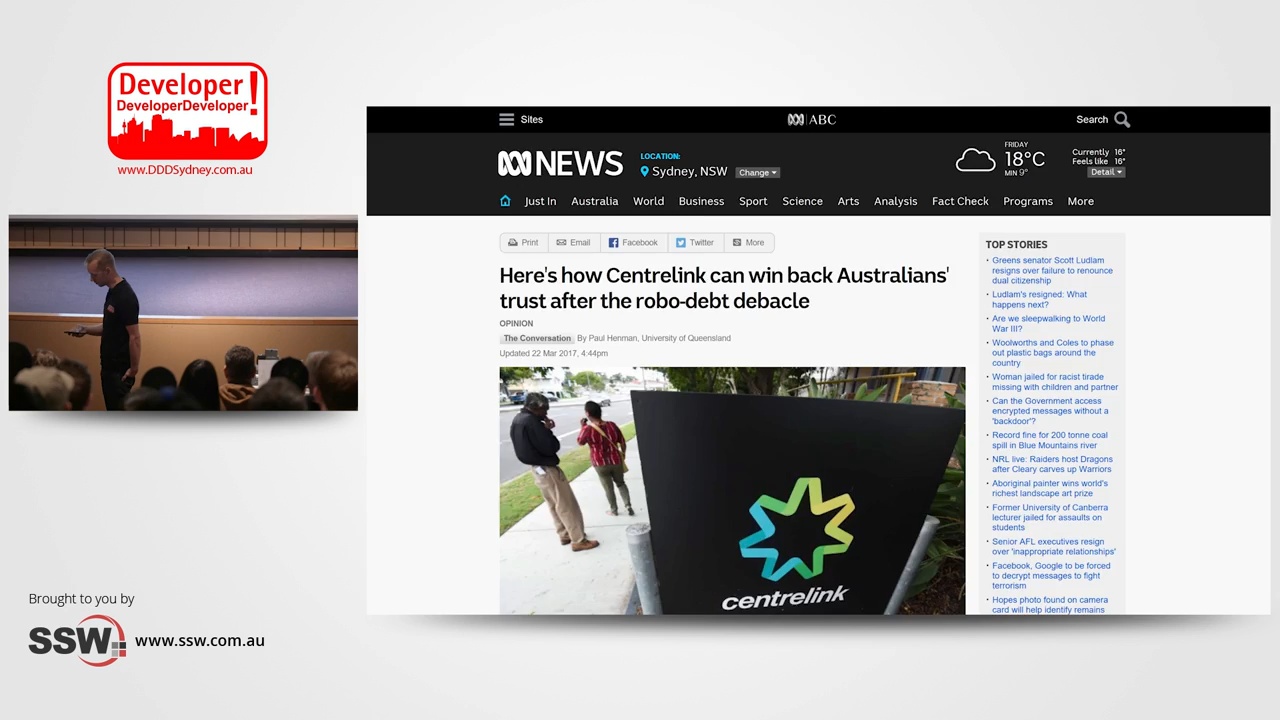 Developer!
DeveloperDeveloper!
www.DDDSydney.com.au
Brought to you by
SSW
www.ssw.com.au
Sites
ABC
Search
NEWS
LOCATION:
Sydney, NSW
Change
FRIDAY
18°C
MIN 9°
Currently 16°
Feels like 16°
Detail
Just In
Australia
World
Business
Sport
Science
Arts
Analysis
Fact Check
Programs
More
Print
Email
Facebook
Twitter
More
Here's how Centrelink can win back Australians'
trust after the robo-debt debacle
OPINION
The Conversation By Paul Henman, University of Queensland
Updated 22 Mar 2017, 4:44pm
centrelink
TOP STORIES
Greens senator Scott Ludlam
resigns over failure to renounce
dual citizenship
Ludlam's resigned: What
happens next?
Are we sleepwalking to World
War III?
Woolworths and Coles to phase
out plastic bags around the
country
Woman jailed for racist tirade
missing with children and partner
Can the Government access
encrypted messages without a
'backdoor'?
Record fine for 200 tonne coal
spill in Blue Mountains river
NRL live: Raiders host Dragons
after Cleary carves up Warriors
Aboriginal painter wins world's
richest landscape art prize
Former University of Canberra
lecturer jailed for assaults on
students
Senior AFL executives resign
over 'inappropriate relationships'
Facebook, Google to be forced
to decrypt messages to fight
terrorism
Hopes photo found on camera
card will help identify remains